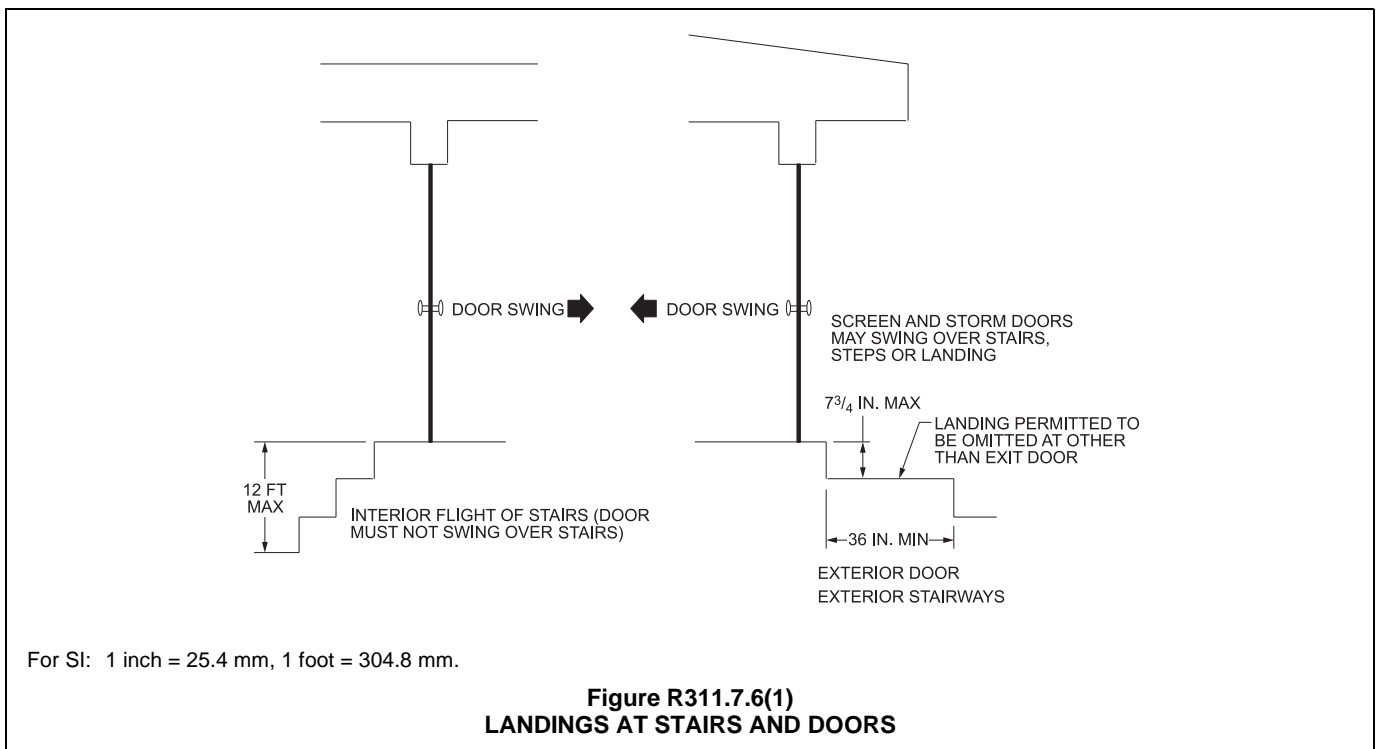 DOOR SWING
DOOR SWING
SCREEN AND STORM DOORS
MAY SWING OVER STAIRS,
STEPS OR LANDING
7 3/4 IN. MAX
LANDING PERMITTED TO
BE OMITTED AT OTHER
THAN EXIT DOOR
12 FT
MAX
INTERIOR FLIGHT OF STAIRS (DOOR
MUST NOT SWING OVER STAIRS)
36 IN. MIN
EXTERIOR DOOR
EXTERIOR STAIRWAYS
For SI: 1 inch = 25.4 mm, 1 foot = 304.8 mm.
Figure R311.7.6(1)
LANDINGS AT STAIRS AND DOORS